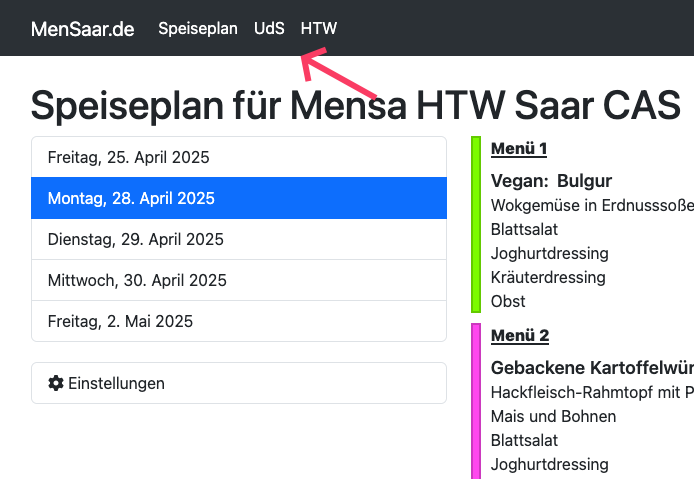 MenSaar.de Speiseplan UdS HTW
Speiseplan für Mensa HTW Saar CAS
Freitag, 25. April 2025
Montag, 28. April 2025
Dienstag, 29. April 2025
Mittwoch, 30. April 2025
Freitag, 2. Mai 2025
Einstellungen
Menü 1
Vegan: Bulgur
Wokgemüse in Erdnusssoße
Blattsalat
Joghurtdressing
Kräuterdressing
Obst
Menü 2
Gebackene Kartoffelwür
Hackfleisch-Rahmtopf mit P
Mais und Bohnen
Blattsalat
Joghurtdressing